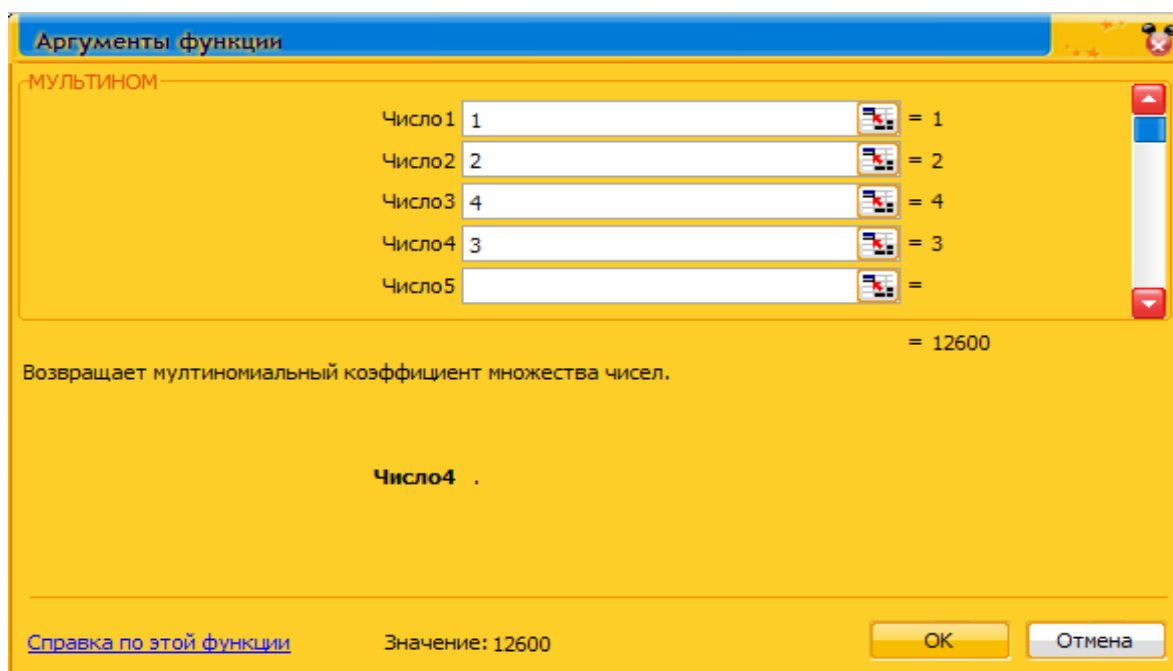 Аргументы функции
МУЛЬТИНОМ
Число1 1 = 1
Число2 2 = 2
Число3 4 = 4
Число4 3 = 3
Число5 =
= 12600
Возвращает мултиномиальный коэффициент множества чисел.
Число4 .
Справка по этой функции Значение: 12600 ОК Отмена